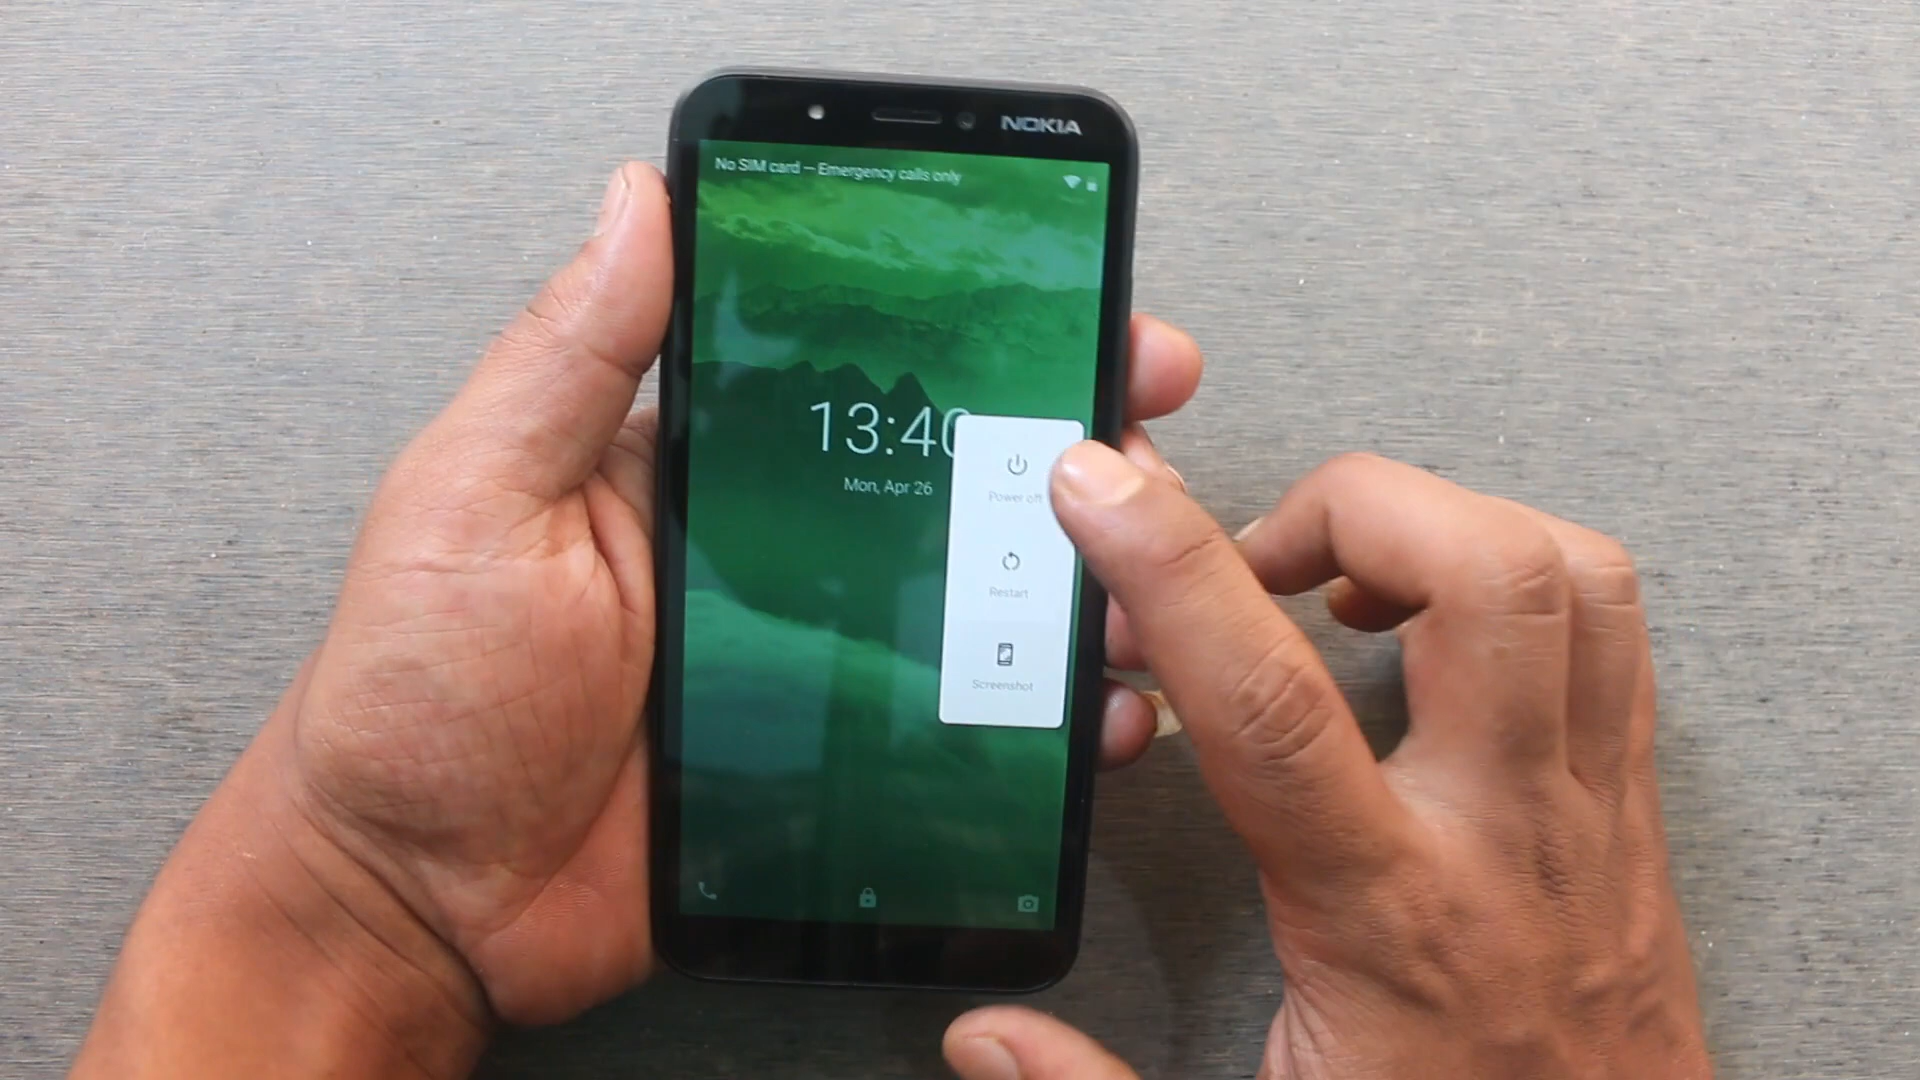 NOKIA
No SIM card — Emergency calls only
13:40
Mon, Apr 26
Power off
Restart
Screenshot